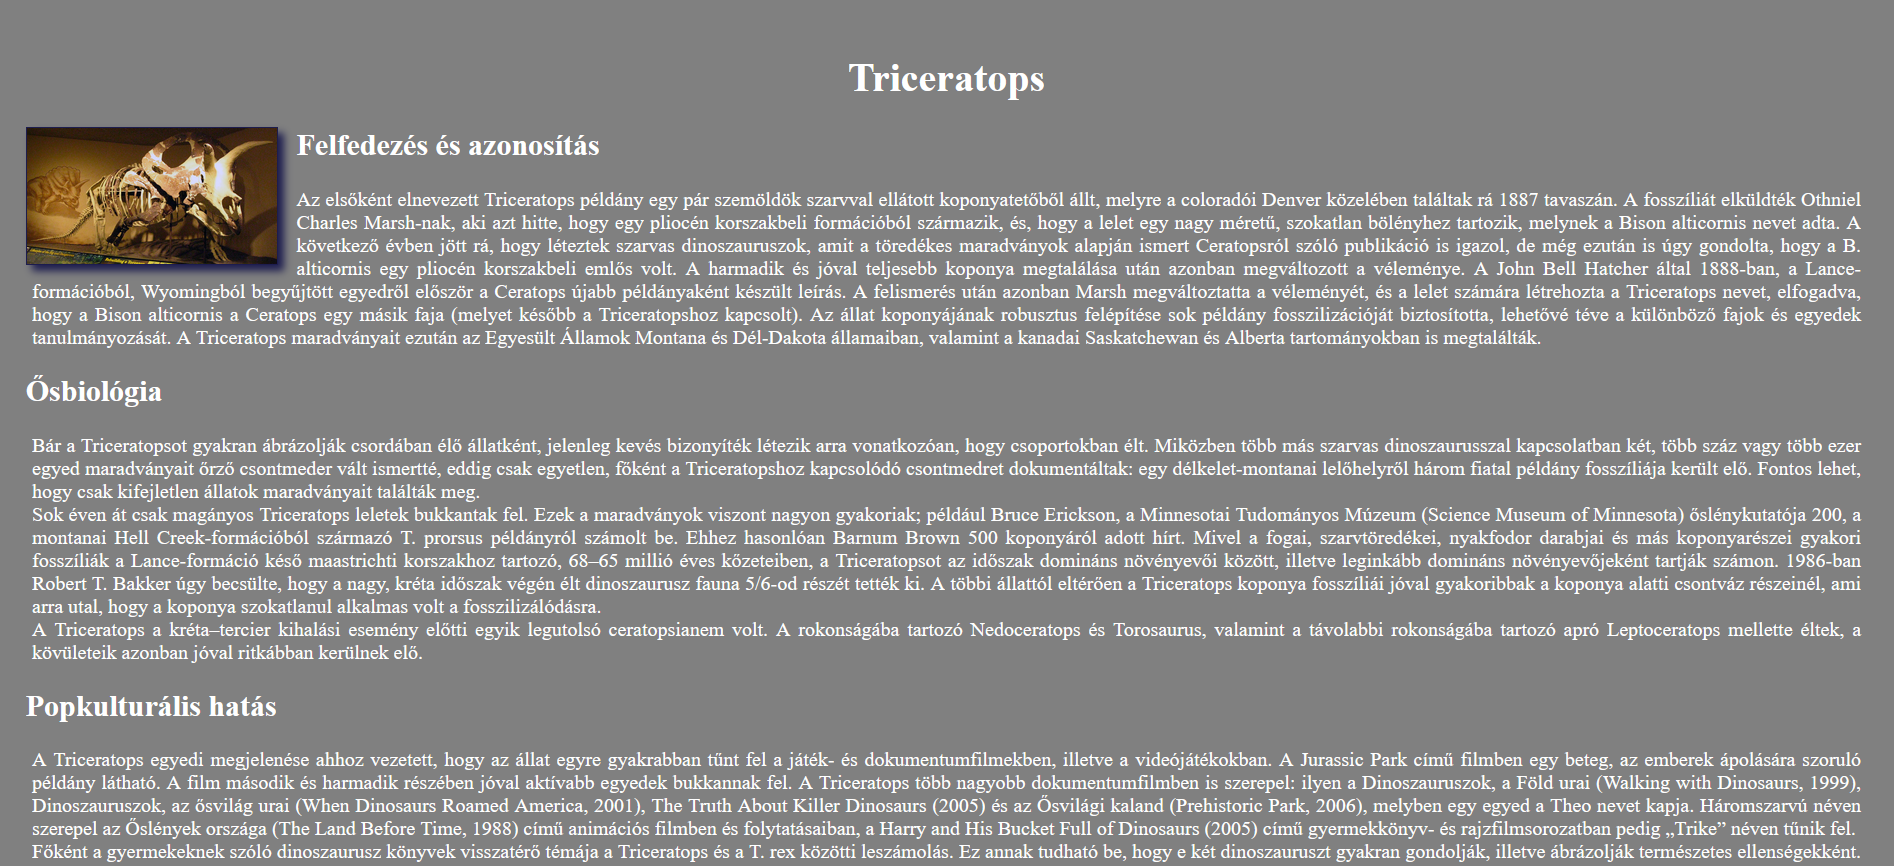 Triceratops
Felfedezés és azonosítás
Az elsőként elnevezett Triceratops példány egy pár szemöldök szarvval ellátott koponyatetőből állt, melyre a coloradói Denver közelében találtak rá 1887 tavaszán. A fosszíliát elküldték Othniel
Charles Marsh-nak, aki azt hitte, hogy egy pliocén korszakbeli formációból származik, és, hogy a lelet egy nagy méretű, szokatlan bölényhez tartozik, melynek a Bison alticornis nevet adta. A
következő évben jött rá, hogy léteztek szarvas dinoszauruszok, amit a töredékes maradványok alapján ismert Ceratopsról szóló publikáció is igazol, de még ezután is úgy gondolta, hogy a B.
alticornis egy pliocén korszakbeli emlős volt. A harmadik és jóval teljesebb koponya megtalálása után azonban megváltozott a véleménye. A John Bell Hatcher által 1888-ban, a Lance-
formációból, Wyomingból begyűjtött egyedről először a Ceratops újabb példányaként készült leírás. A felismerés után azonban Marsh megváltoztatta a véleményét, és a lelet számára létrehozta a Triceratops nevet, elfogadva,
hogy a Bison alticornis a Ceratops egy másik faja (melyet később a Triceratopshoz kapcsolt). Az állat koponyájának robusztus felépítése sok példány fosszilizációját biztosította, lehetővé téve a különböző fajok és egyedek
tanulmányozását. A Triceratops maradványait ezután az Egyesült Államok Montana és Dél-Dakota államaiban, valamint a kanadai Saskatchewan és Alberta tartományokban is megtalálták.
Ősbiológia
Bár a Triceratopsot gyakran ábrázolják csordában élő állatként, jelenleg kevés bizonyíték létezik arra vonatkozóan, hogy csoportokban élt. Miközben több más szarvas dinoszaurusszal kapcsolatban két, több száz vagy több ezer
egyed maradványait őrző csontmeder vált ismertté, eddig csak egyetlen, főként a Triceratopshoz kapcsolódó csontmedret dokumentáltak: egy délkelet-montanai lelőhelyről három fiatal példány fosszíliája került elő. Fontos lehet,
hogy csak kifejletlen állatok maradványait találták meg.
Sok éven át csak magányos Triceratops leletek bukkantak fel. Ezek a maradványok viszont nagyon gyakoriak; például Bruce Erickson, a Minnesotai Tudományos Múzeum (Science Museum of Minnesota) őslénykutatója 200, a
montanai Hell Creek-formációból származó T. prorsus példányról számolt be. Ehhez hasonlóan Barnum Brown 500 koponyáról adott hírt. Mivel a fogai, szarvtöredékei, nyakfodor darabjai és más koponyarészei gyakori
fosszíliák a Lance-formáció késő maastrichti korszakhoz tartozó, 68–65 millió éves kőzeteiben, a Triceratopsot az időszak domináns növényevői között, illetve leginkább domináns növényevőjeként tartják számon. 1986-ban
Robert T. Bakker úgy becsülte, hogy a nagy, kréta időszak végén élt dinoszaurusz fauna 5/6-od részét tették ki. A többi állattól eltérően a Triceratops koponya fosszíliái jóval gyakoribbak a koponya alatti csontváz részeinél, ami
arra utal, hogy a koponya szokatlanul alkalmas volt a fosszilizálódásra.
A Triceratops a kréta–tercier kihalási esemény előtti egyik legutolsó ceratopsianem volt. A rokonságába tartozó Nedoceratops és Torosaurus, valamint a távolabbi rokonságába tartozó apró Leptoceratops mellette éltek, a
kövületeik azonban jóval ritkábban kerülnek elő.
Popkulturális hatás
A Triceratops egyedi megjelenése ahhoz vezetett, hogy az állat egyre gyakrabban tűnt fel a játék- és dokumentumfilmekben, illetve a videójátékokban. A Jurassic Park című filmben egy beteg, az emberek ápolására szoruló
példány látható. A film második és harmadik részében jóval aktívabb egyedek bukkannak fel. A Triceratops több nagyobb dokumentumfilmben is szerepel: ilyen a Dinoszauruszok, a Föld urai (Walking with Dinosaurs, 1999),
Dinoszauruszok, az ősvilág urai (When Dinosaurs Roamed America, 2001), The Truth About Killer Dinosaurs (2005) és az Ősvilági kaland (Prehistoric Park, 2006), melyben egy egyed a Theo nevet kapja. Háromszarvú néven
szerepel az Őslények országa (The Land Before Time, 1988) című animációs filmben és folytatásaiban, a Harry and His Bucket Full of Dinosaurs (2005) című gyermekkönyv- és rajzfilmsorozatban pedig „Trike” néven tűnik fel.
Főként a gyermekeknek szóló dinoszaurusz könyvek visszatérő témája a Triceratops és a T. rex közötti leszámolás. Ez annak tudható be, hogy e két dinoszauruszt gyakran gondolják, illetve ábrázolják természetes ellenségekként.